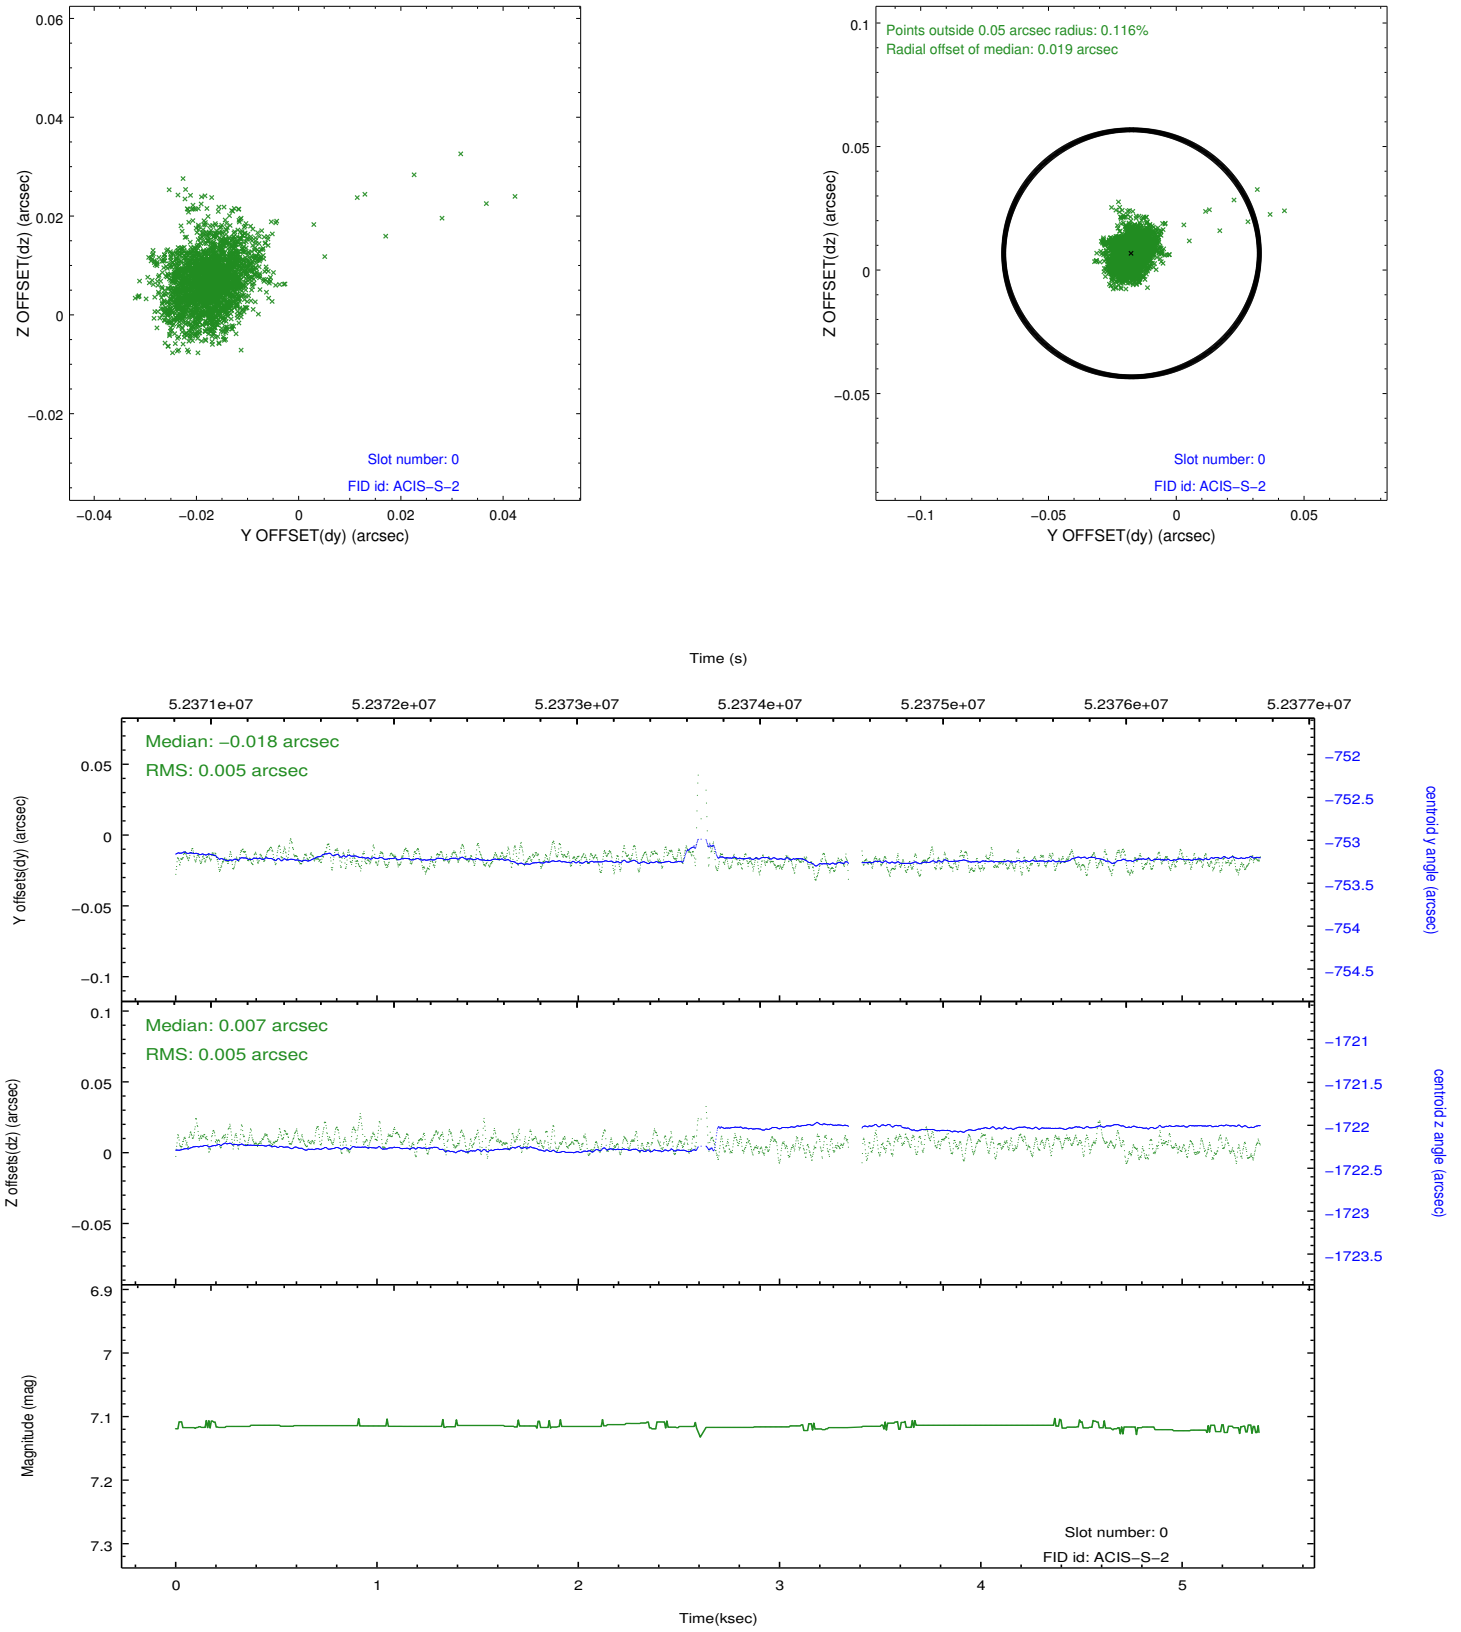 0.06
0.04
0.02
0
−0.02
Z OFFSET(dz) (arcsec)
Slot number: 0
FID id: ACIS−S−2
−0.04
−0.02
0
0.02
0.04
Y OFFSET(dy) (arcsec)
Points outside 0.05 arcsec radius: 0.116%
Radial offset of median: 0.019 arcsec
0.1
0.05
0
−0.05
Z OFFSET(dz) (arcsec)
Slot number: 0
FID id: ACIS−S−2
−0.1
−0.05
0
0.05
Y OFFSET(dy) (arcsec)
Time (s)
5.2371e+07
5.2372e+07
5.2373e+07
5.2374e+07
5.2375e+07
5.2376e+07
5.2377e+07
Median: −0.018 arcsec
RMS: 0.005 arcsec
0.05
0
−0.05
−0.1
Y offsets(dy) (arcsec)
−752
−752.5
−753
−753.5
−754
−754.5
centroid y angle (arcsec)
Median: 0.007 arcsec
RMS: 0.005 arcsec
0.1
0.05
0
−0.05
Z offsets(dz) (arcsec)
−1721
−1721.5
−1722
−1722.5
−1723
−1723.5
centroid z angle (arcsec)
6.9
7
7.1
7.2
7.3
Magnitude (mag)
Slot number: 0
FID id: ACIS−S−2
0
1
2
3
4
5
Time(ksec)